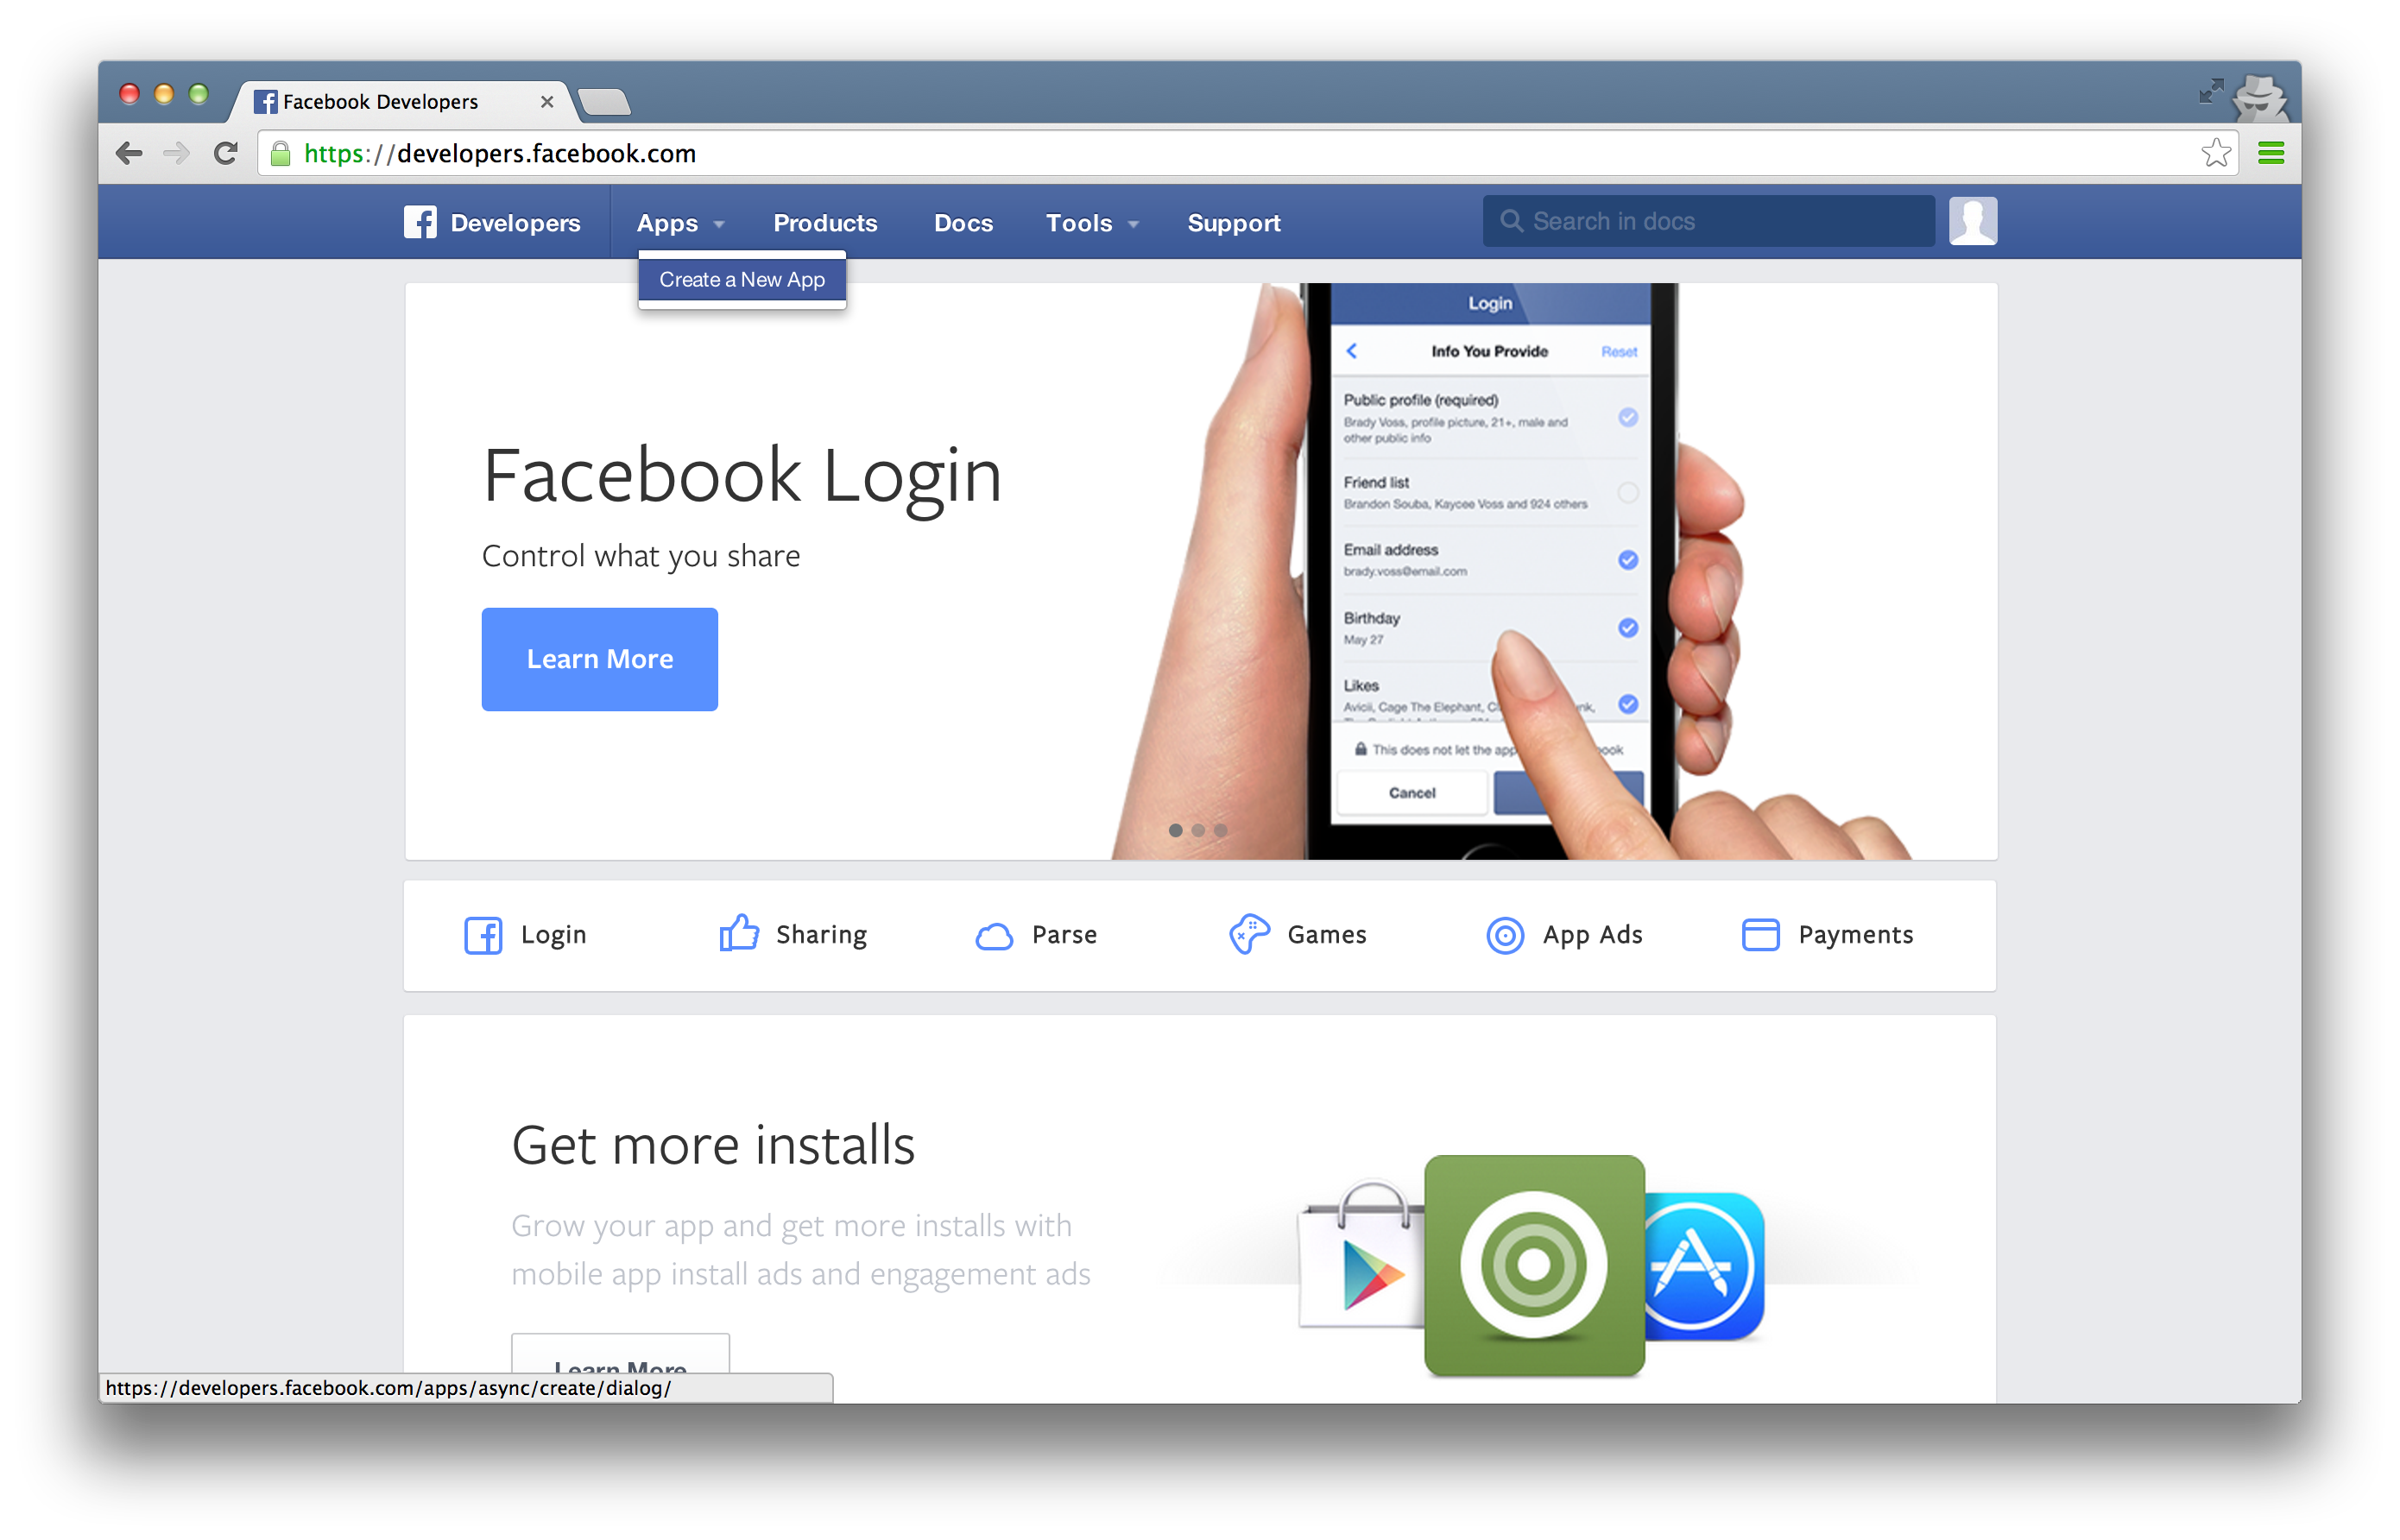 Facebook Developers
https://developers.facebook.com
Developers
Apps
Products
Docs
Tools
Support
Search in docs
Create a New App
Login
Info You Provide
Reset
Public profile (required)
Brady Voss, profile picture, 21+, male and
other public info
Friend list
Brandon Souba, Kaycee Voss and 924 others
Email address
brady.voss@email.com
Birthday
May 27
Likes
Avicii, Cage The Elephant,
This does not let the app
Cancel
Facebook Login
Control what you share
Learn More
Login
Sharing
Parse
Games
App Ads
Payments
Get more installs
Grow your app and get more installs with
mobile app install ads and engagement ads
Learn More
https://developers.facebook.com/apps/async/create/dialog/